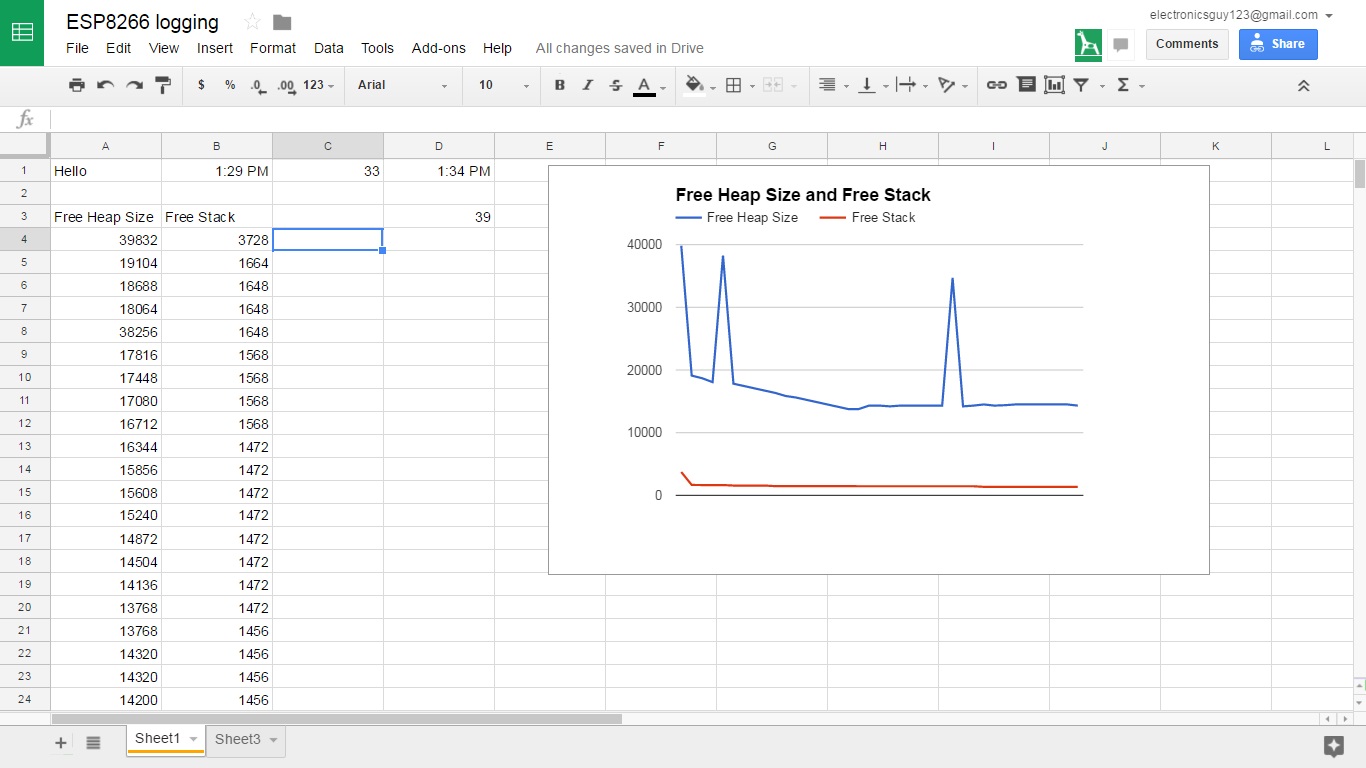 ESP8266 logging
electronicsguy123@gmail.com
File Edit View Insert Format Data Tools Add-ons Help All changes saved in Drive
Comments Share
$ % .0 .00 123 Arial 10 B I S A Σ
fx
A B C D E F G H I J K L
1 Hello 1:29 PM 33 1:34 PM
2
3 Free Heap Size Free Stack 39
4 39832 3728
5 19104 1664
6 18688 1648
7 18064 1648
8 38256 1648
9 17816 1568
10 17448 1568
11 17080 1568
12 16712 1568
13 16344 1472
14 15856 1472
15 15608 1472
16 15240 1472
17 14872 1472
18 14504 1472
19 14136 1472
20 13768 1472
21 13768 1456
22 14320 1456
23 14320 1456
24 14200 1456
Free Heap Size and Free Stack
Free Heap Size Free Stack
40000
30000
20000
10000
0
+ Sheet1 Sheet3